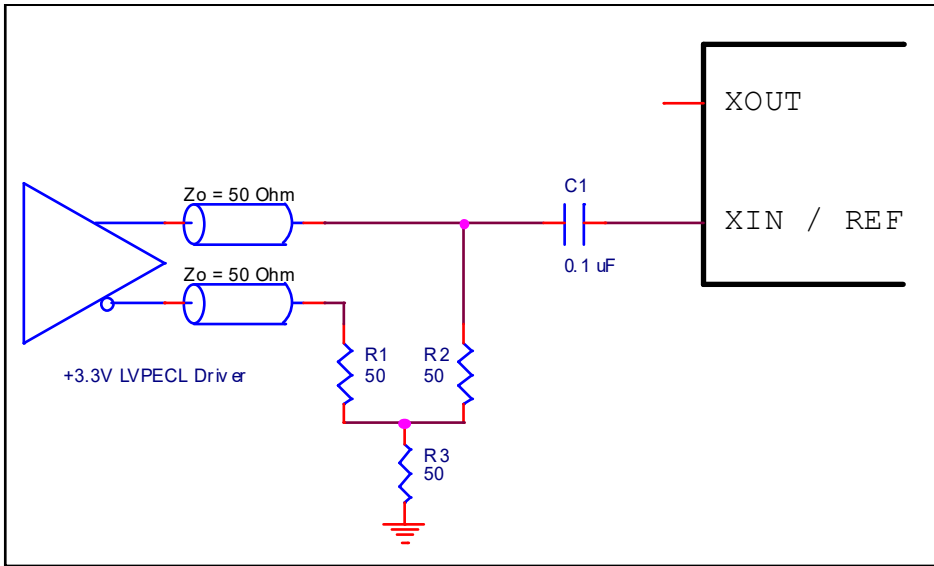 XOUT
Zo = 50 Ohm
C1
XIN / REF
0.1 uF
Zo = 50 Ohm
R1
50
R2
50
+3.3V LVPECL Driver
R3
50